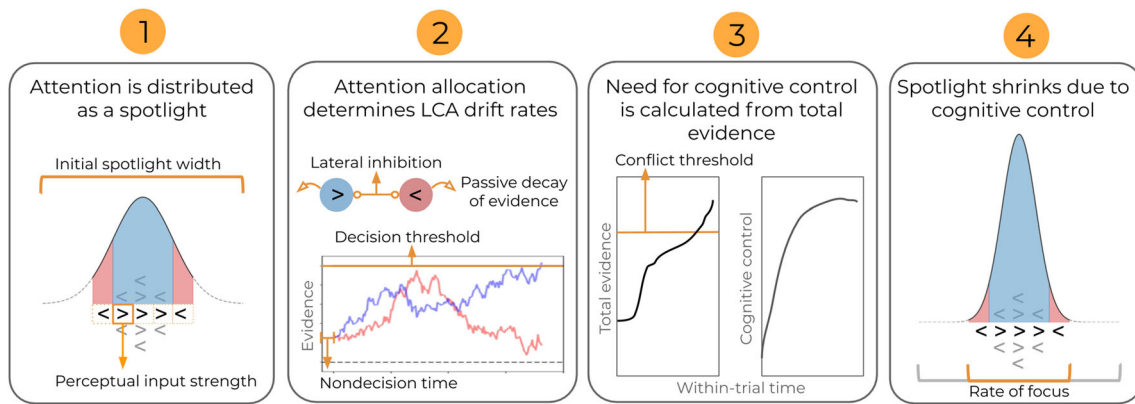 1
Attention is distributed
as a spotlight
Initial spotlight width
<
< > <
< > > > <
< > <
<
Perceptual input strength
2
Attention allocation
determines LCA drift rates
Lateral inhibition
> <
Passive decay
of evidence
Decision threshold
Evidence
Nondecision time
3
Need for cognitive control
is calculated from total
evidence
Conflict threshold
Total evidence
Cognitive control
Within-trial time
4
Spotlight shrinks due to
cognitive control
<
< > <
< > > > <
< > <
<
Rate of focus